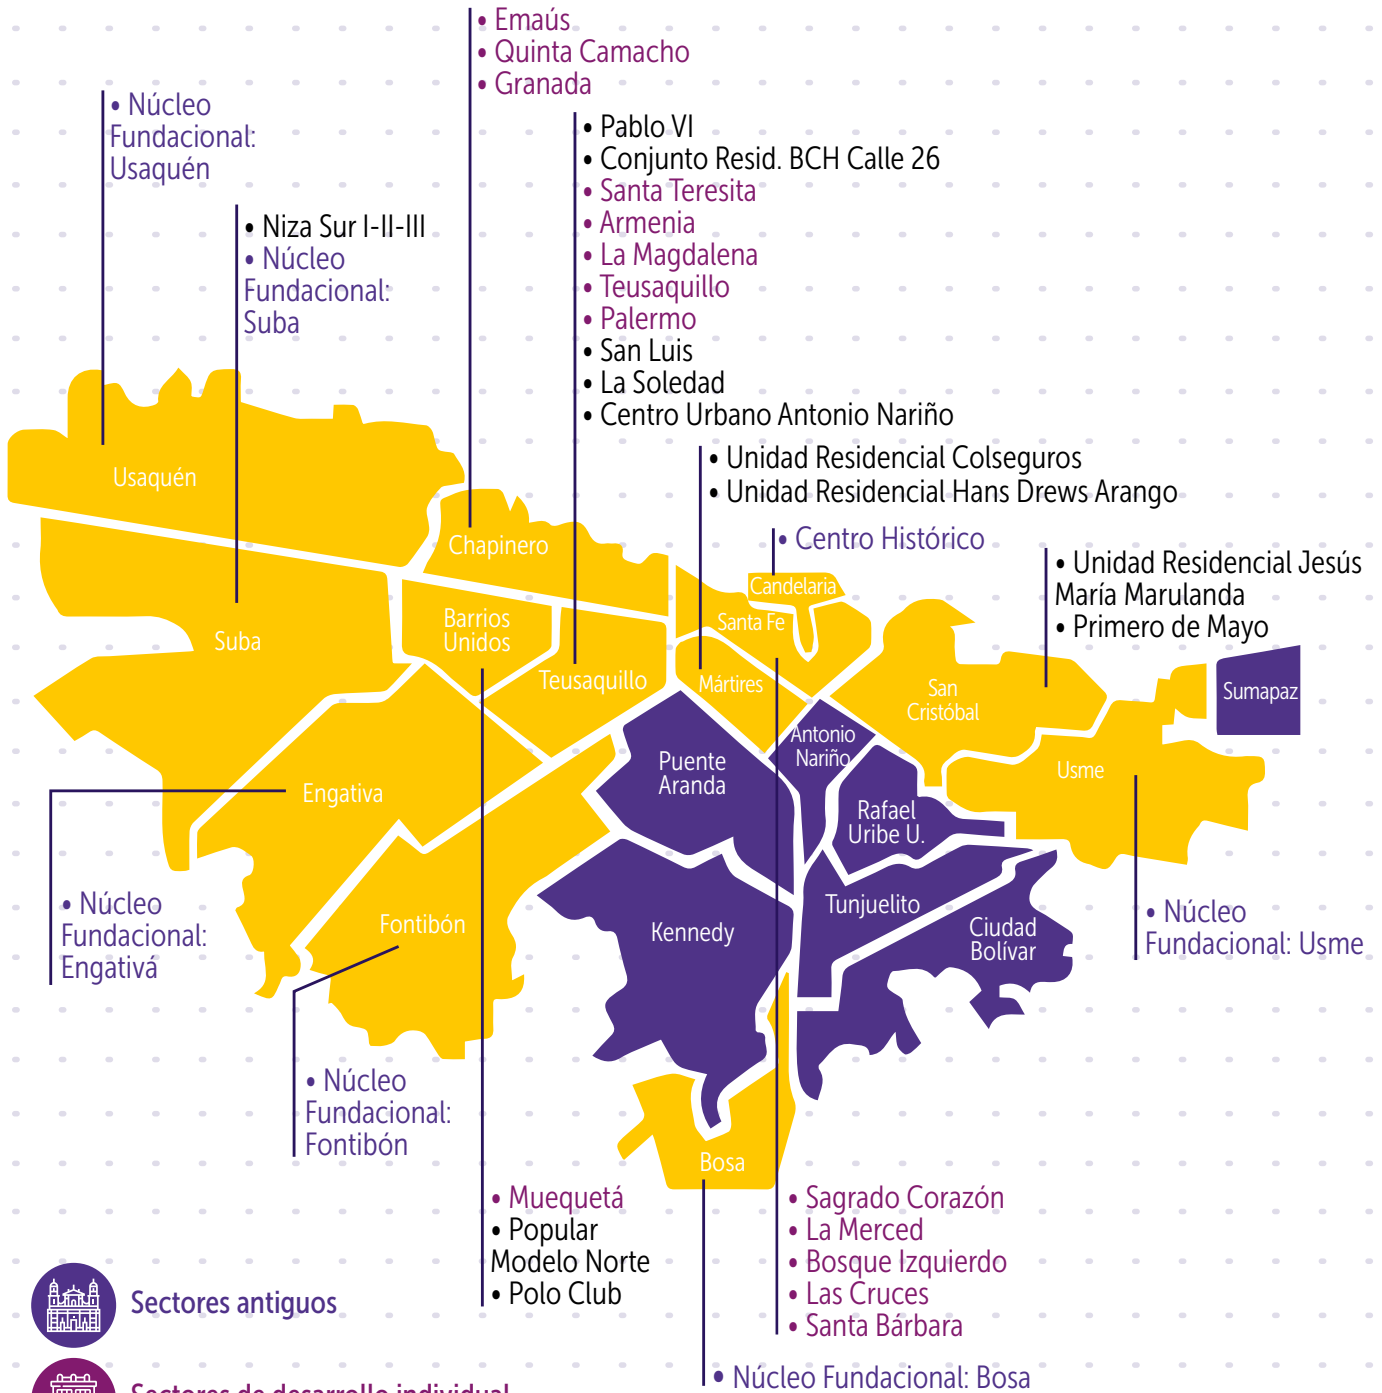 • Emaús
• Quinta Camacho
• Granada
• Núcleo
Fundacional:
Usaquén
• Pablo VI
• Conjunto Resid. BCH Calle 26
• Santa Teresita
• Armenia
• La Magdalena
• Teusaquillo
• Palermo
• San Luis
• La Soledad
• Centro Urbano Antonio Nariño
• Niza Sur I-II-III
• Núcleo
Fundacional:
Suba
• Unidad Residencial Colseguros
• Unidad Residencial Hans Drews Arango
• Centro Histórico
• Unidad Residencial Jesús
María Marulanda
• Primero de Mayo
Usaquén
Chapinero
Candelaria
Santa Fe
Barrios
Unidos
Suba
Teusaquillo
Mártires
San
Cristóbal
Sumapaz
Antonio
Nariño
Puente
Aranda
Usme
Engativa
Rafael
Uribe U.
Fontibón
Kennedy
Tunjuelito
Ciudad
Bolívar
• Núcleo
Fundacional:
Engativá
• Núcleo
Fundacional: Usme
• Núcleo
Fundacional:
Fontibón
Bosa
• Muequetá
• Popular
Modelo Norte
• Polo Club
• Sagrado Corazón
• La Merced
• Bosque Izquierdo
• Las Cruces
• Santa Bárbara
• Núcleo Fundacional: Bosa
Sectores antiguos
Sectores de desarrollo individual